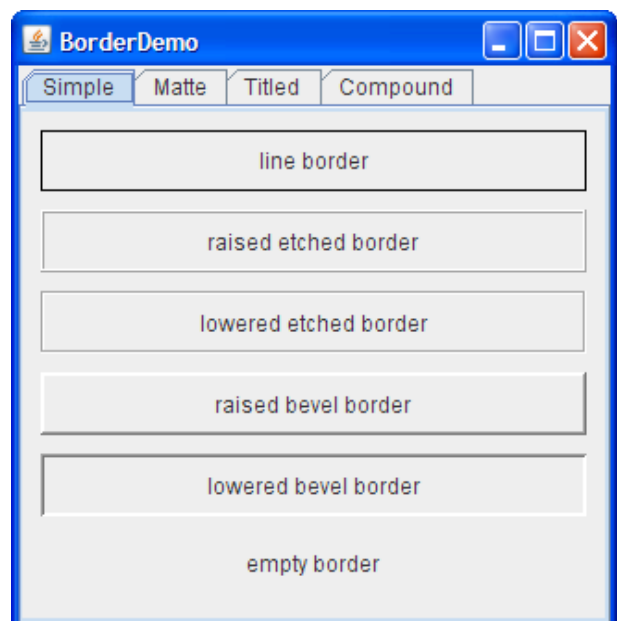 BorderDemo
Simple Matte Titled Compound
line border
raised etched border
lowered etched border
raised bevel border
lowered bevel border
empty border